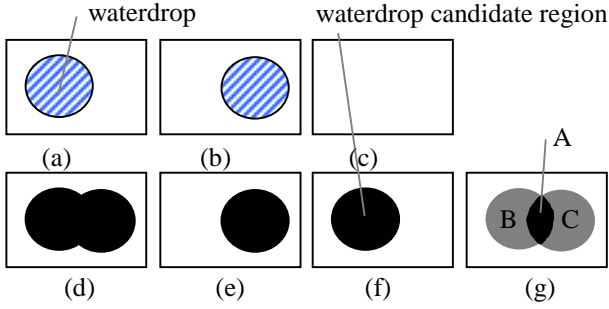 waterdrop
waterdrop candidate region
(a)
(b)
(c)
A
B
C
(d)
(e)
(f)
(g)